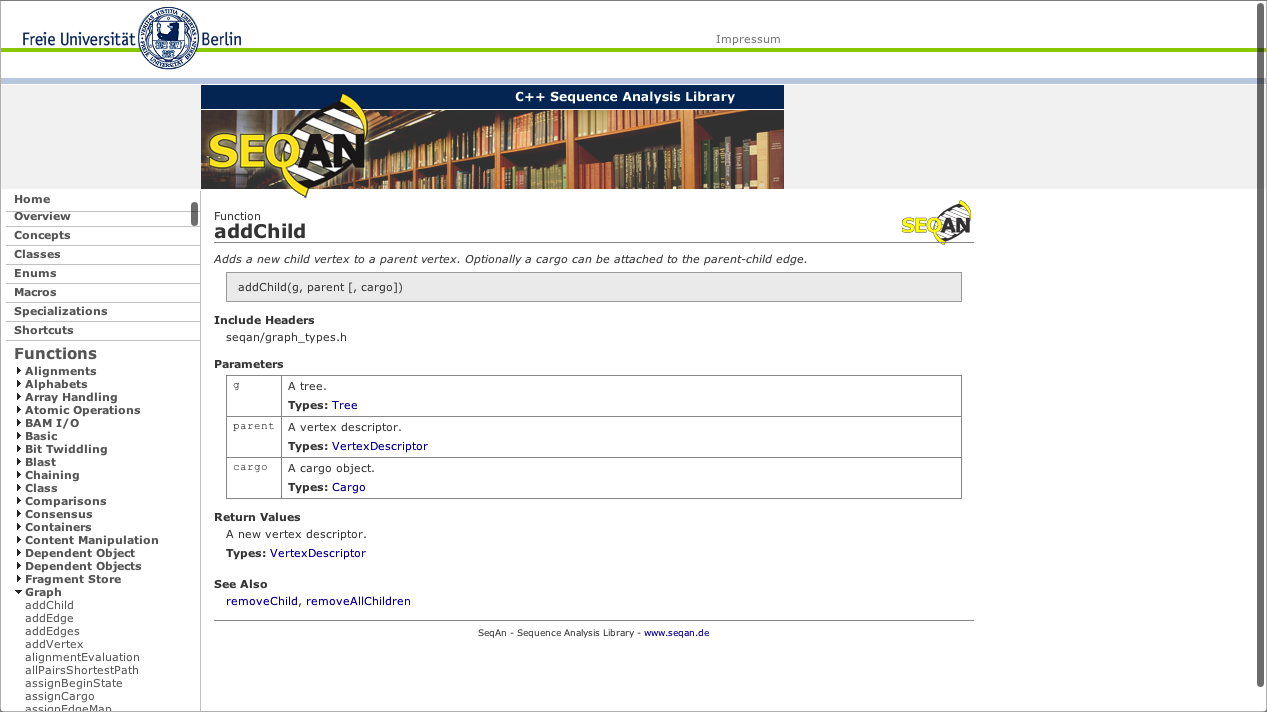 Freie Universität Berlin
Impressum
C++ Sequence Analysis Library
SEQAN
Home
Overview
Concepts
Classes
Enums
Macros
Specializations
Shortcuts
Functions
Alignments
Alphabets
Array Handling
Atomic Operations
BAM I/O
Basic
Bit Twiddling
Blast
Chaining
Class
Comparisons
Consensus
Containers
Content Manipulation
Dependent Object
Dependent Objects
Fragment Store
Graph
addChild
addEdge
addEdges
addVertex
alignmentEvaluation
allPairsShortestPath
assignBeginState
assignCargo
assignEdgeMap
Function
addChild
SEQAN
Adds a new child vertex to a parent vertex. Optionally a cargo can be attached to the parent-child edge.
addChild(g, parent [, cargo])
Include Headers
seqan/graph_types.h
Parameters
g A tree.
Types: Tree
parent A vertex descriptor.
Types: VertexDescriptor
cargo A cargo object.
Types: Cargo
Return Values
A new vertex descriptor.
Types: VertexDescriptor
See Also
removeChild, removeAllChildren
SeqAn - Sequence Analysis Library - www.seqan.de